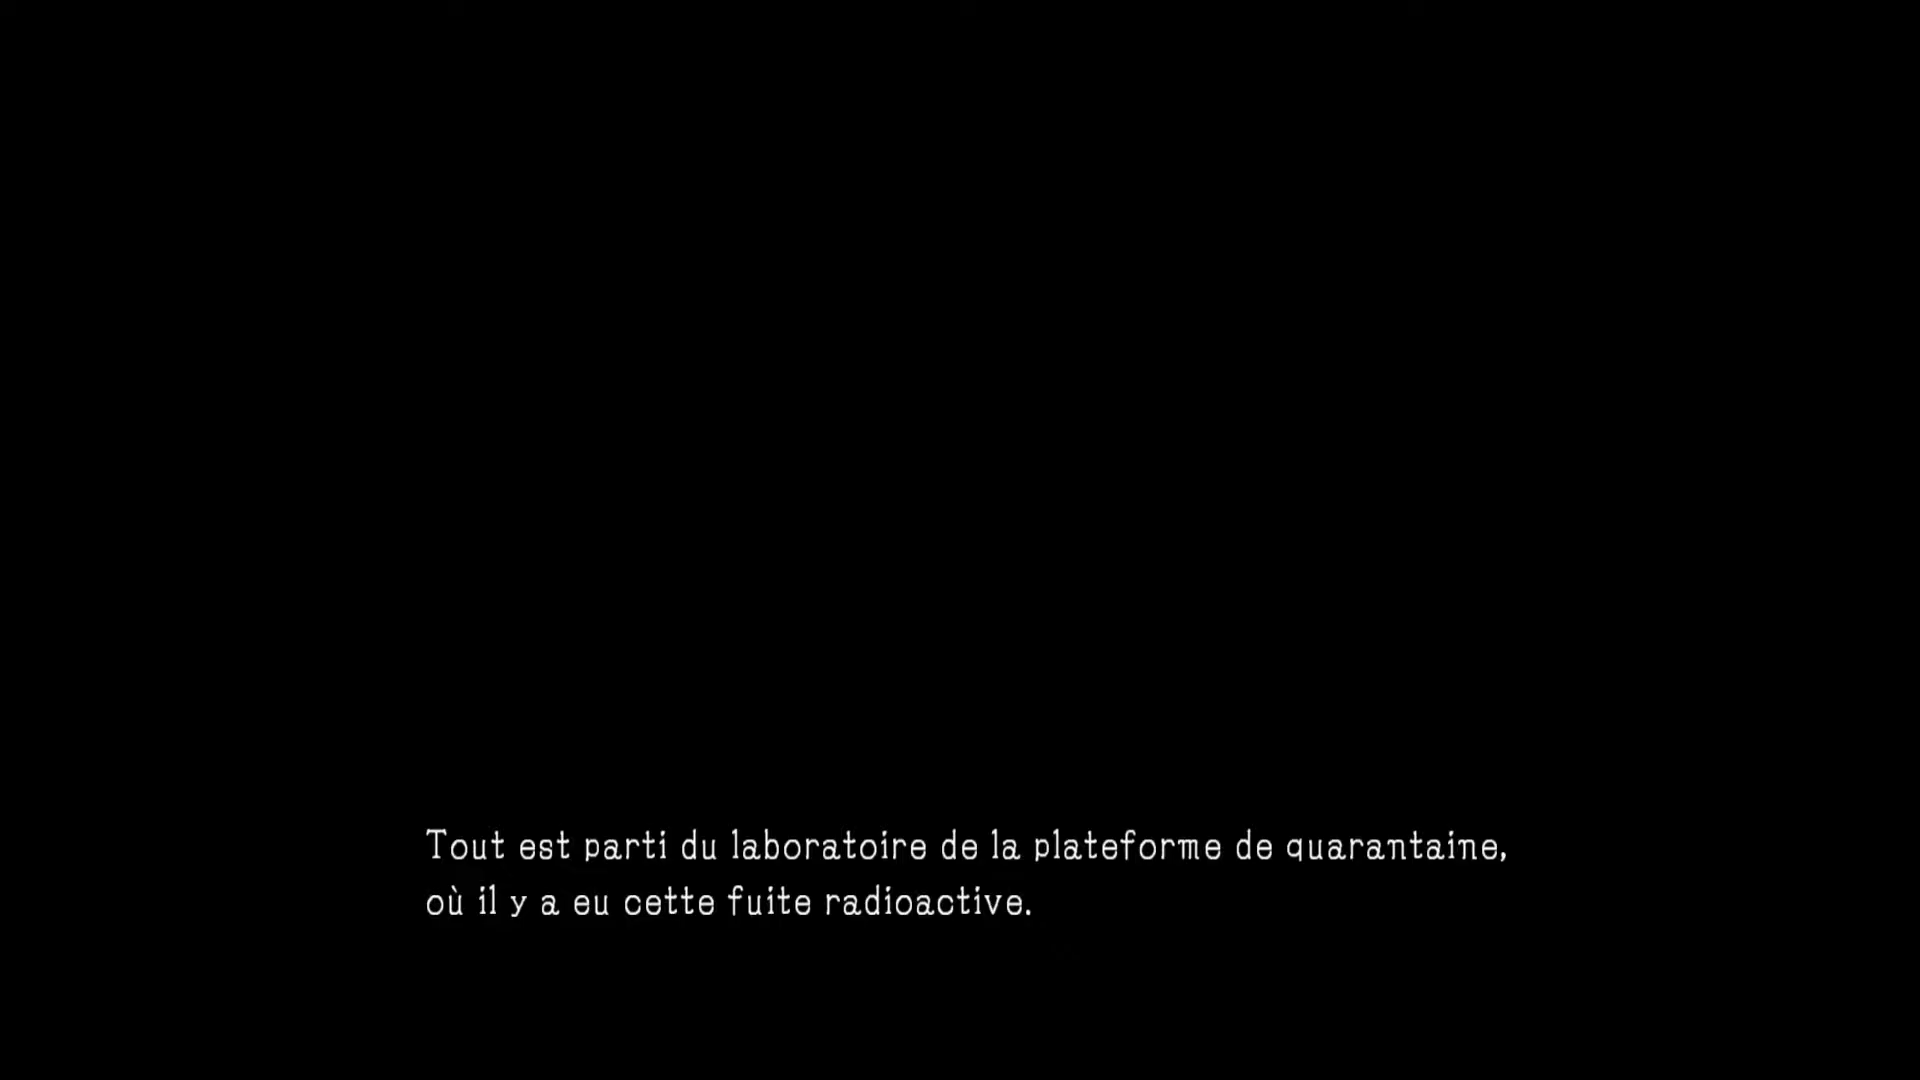 Tout est parti du laboratoire de la plateforme de quarantaine,
où il y a eu cette fuite radioactive.